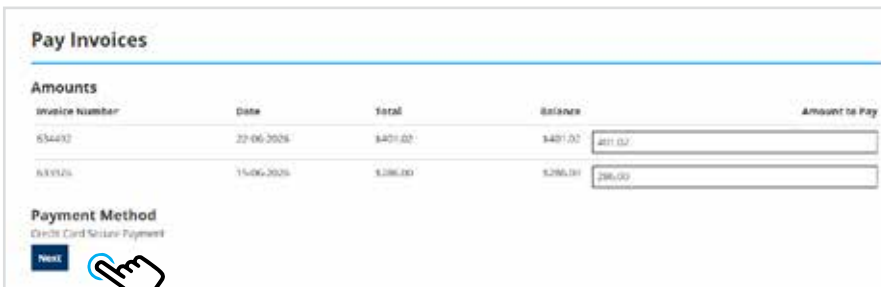 Pay Invoices
Amounts
Invoice Number Date Total Balance Amount to Pay
22-06-2026 $401.02 $401.02 401.02
15-06-2026 $286.00 $286.00 286.00
Payment Method
Credit Card Secure Payment
Next